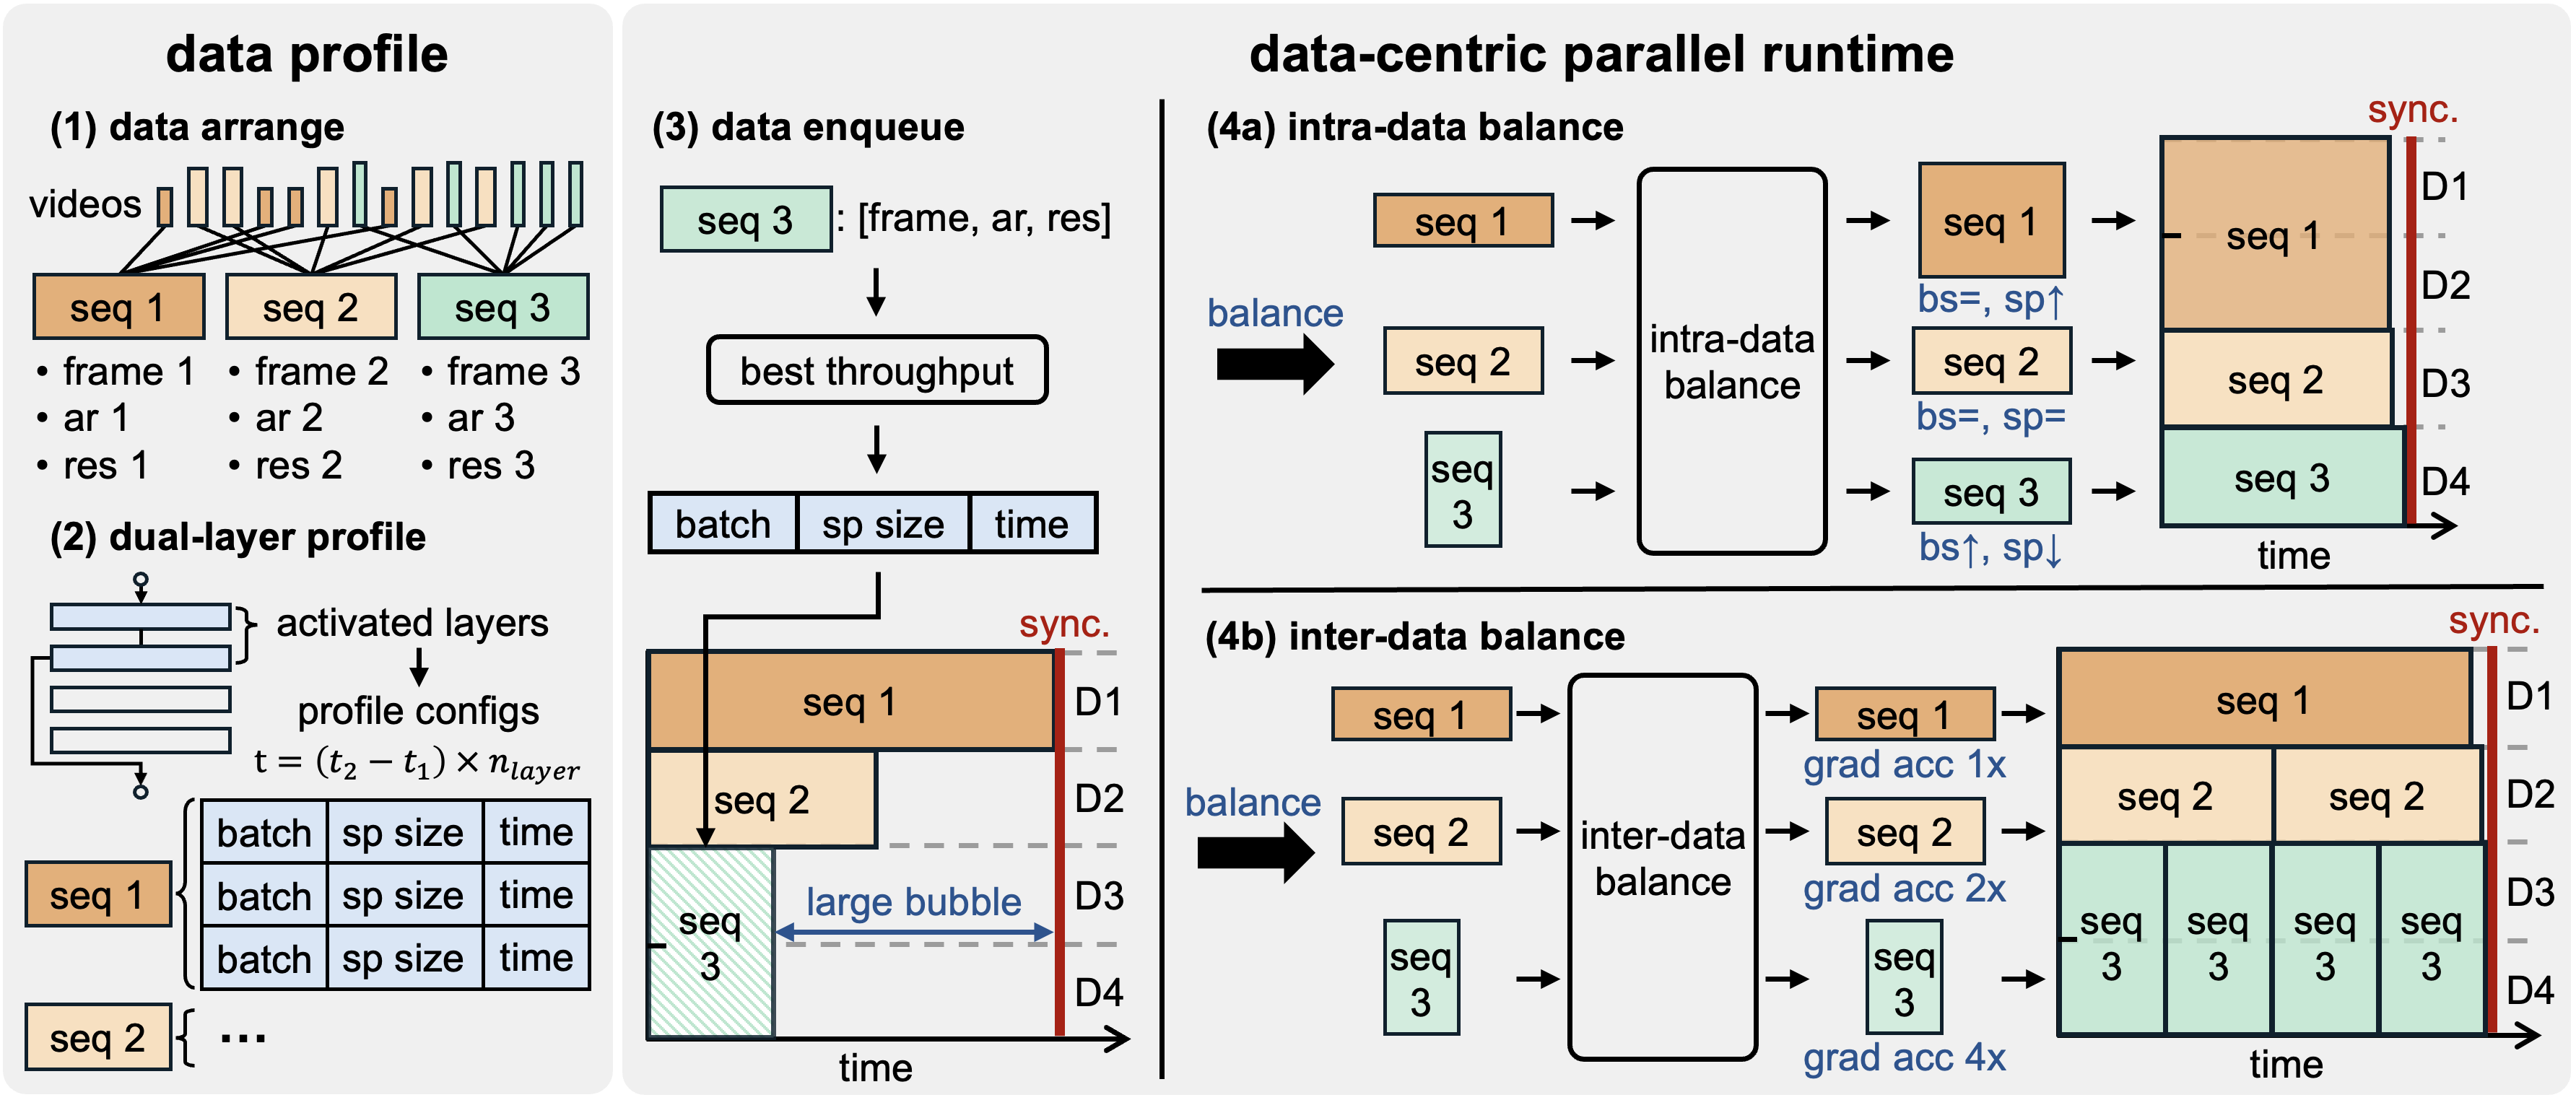 data profile
(1) data arrange
videos
seq 1
seq 2
seq 3
• frame 1
• ar 1
• res 1
• frame 2
• ar 2
• res 2
• frame 3
• ar 3
• res 3
(2) dual-layer profile
activated layers
profile configs
t = (t₂ − t₁) × n_layer
seq 1
batch sp size time
batch sp size time
batch sp size time
seq 2
...
data-centric parallel runtime
(3) data enqueue
seq 3 : [frame, ar, res]
best throughput
batch sp size time
sync.
seq 1
D1
seq 2
D2
seq
3
large bubble
D3
D4
time
(4a) intra-data balance
balance
seq 1
seq 2
seq
3
intra-data
balance
seq 1
bs=, sp↑
seq 2
bs=, sp=
seq 3
bs↑, sp↓
sync.
seq 1
D1
D2
seq 2
D3
seq 3
D4
time
(4b) inter-data balance
balance
seq 1
seq 2
seq
3
inter-data
balance
seq 1
grad acc 1x
seq 2
grad acc 2x
seq
3
grad acc 4x
sync.
seq 1
D1
seq 2 seq 2
D2
seq seq seq seq
3 3 3 3
D3
D4
time